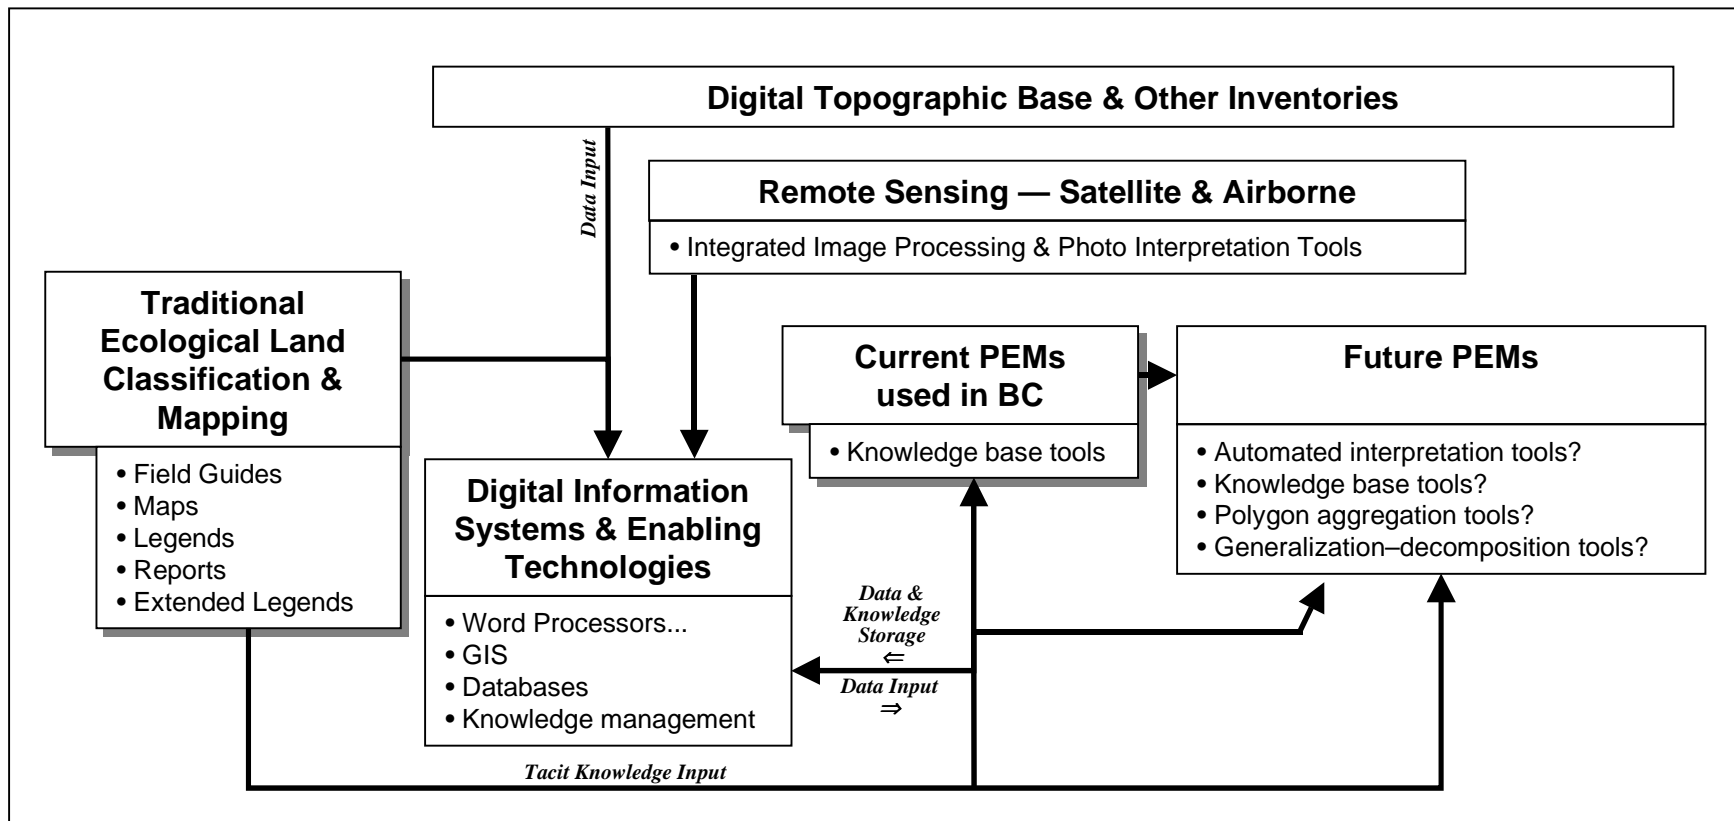 Digital Topographic Base & Other Inventories
Data Input
Remote Sensing — Satellite & Airborne
• Integrated Image Processing & Photo Interpretation Tools
Traditional
Ecological Land
Classification &
Mapping
• Field Guides
• Maps
• Legends
• Reports
• Extended Legends
Digital Information
Systems & Enabling
Technologies
• Word Processors...
• GIS
• Databases
• Knowledge management
Current PEMs
used in BC
• Knowledge base tools
Future PEMs
• Automated interpretation tools?
• Knowledge base tools?
• Polygon aggregation tools?
• Generalization–decomposition tools?
Data &
Knowledge
Storage
⇐
Data Input
⇒
Tacit Knowledge Input